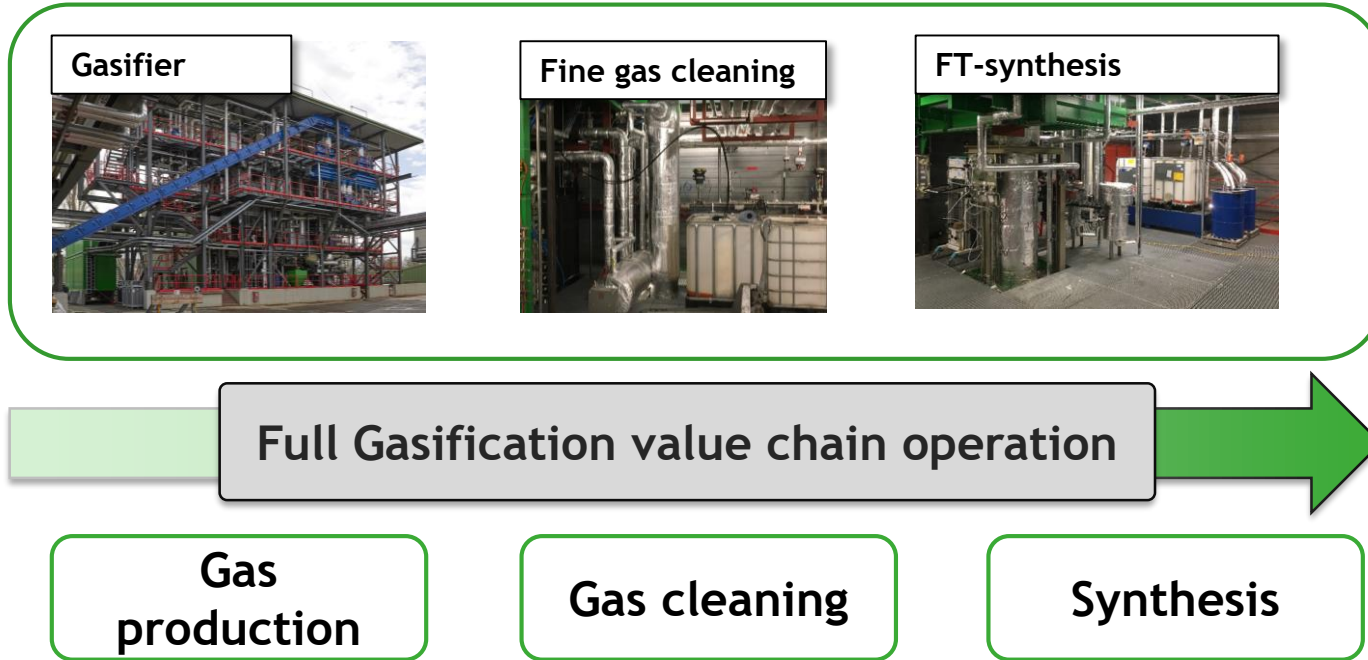 Gasifier
Fine gas cleaning
FT-synthesis
Full Gasification value chain operation
Gas
production
Gas cleaning
Synthesis